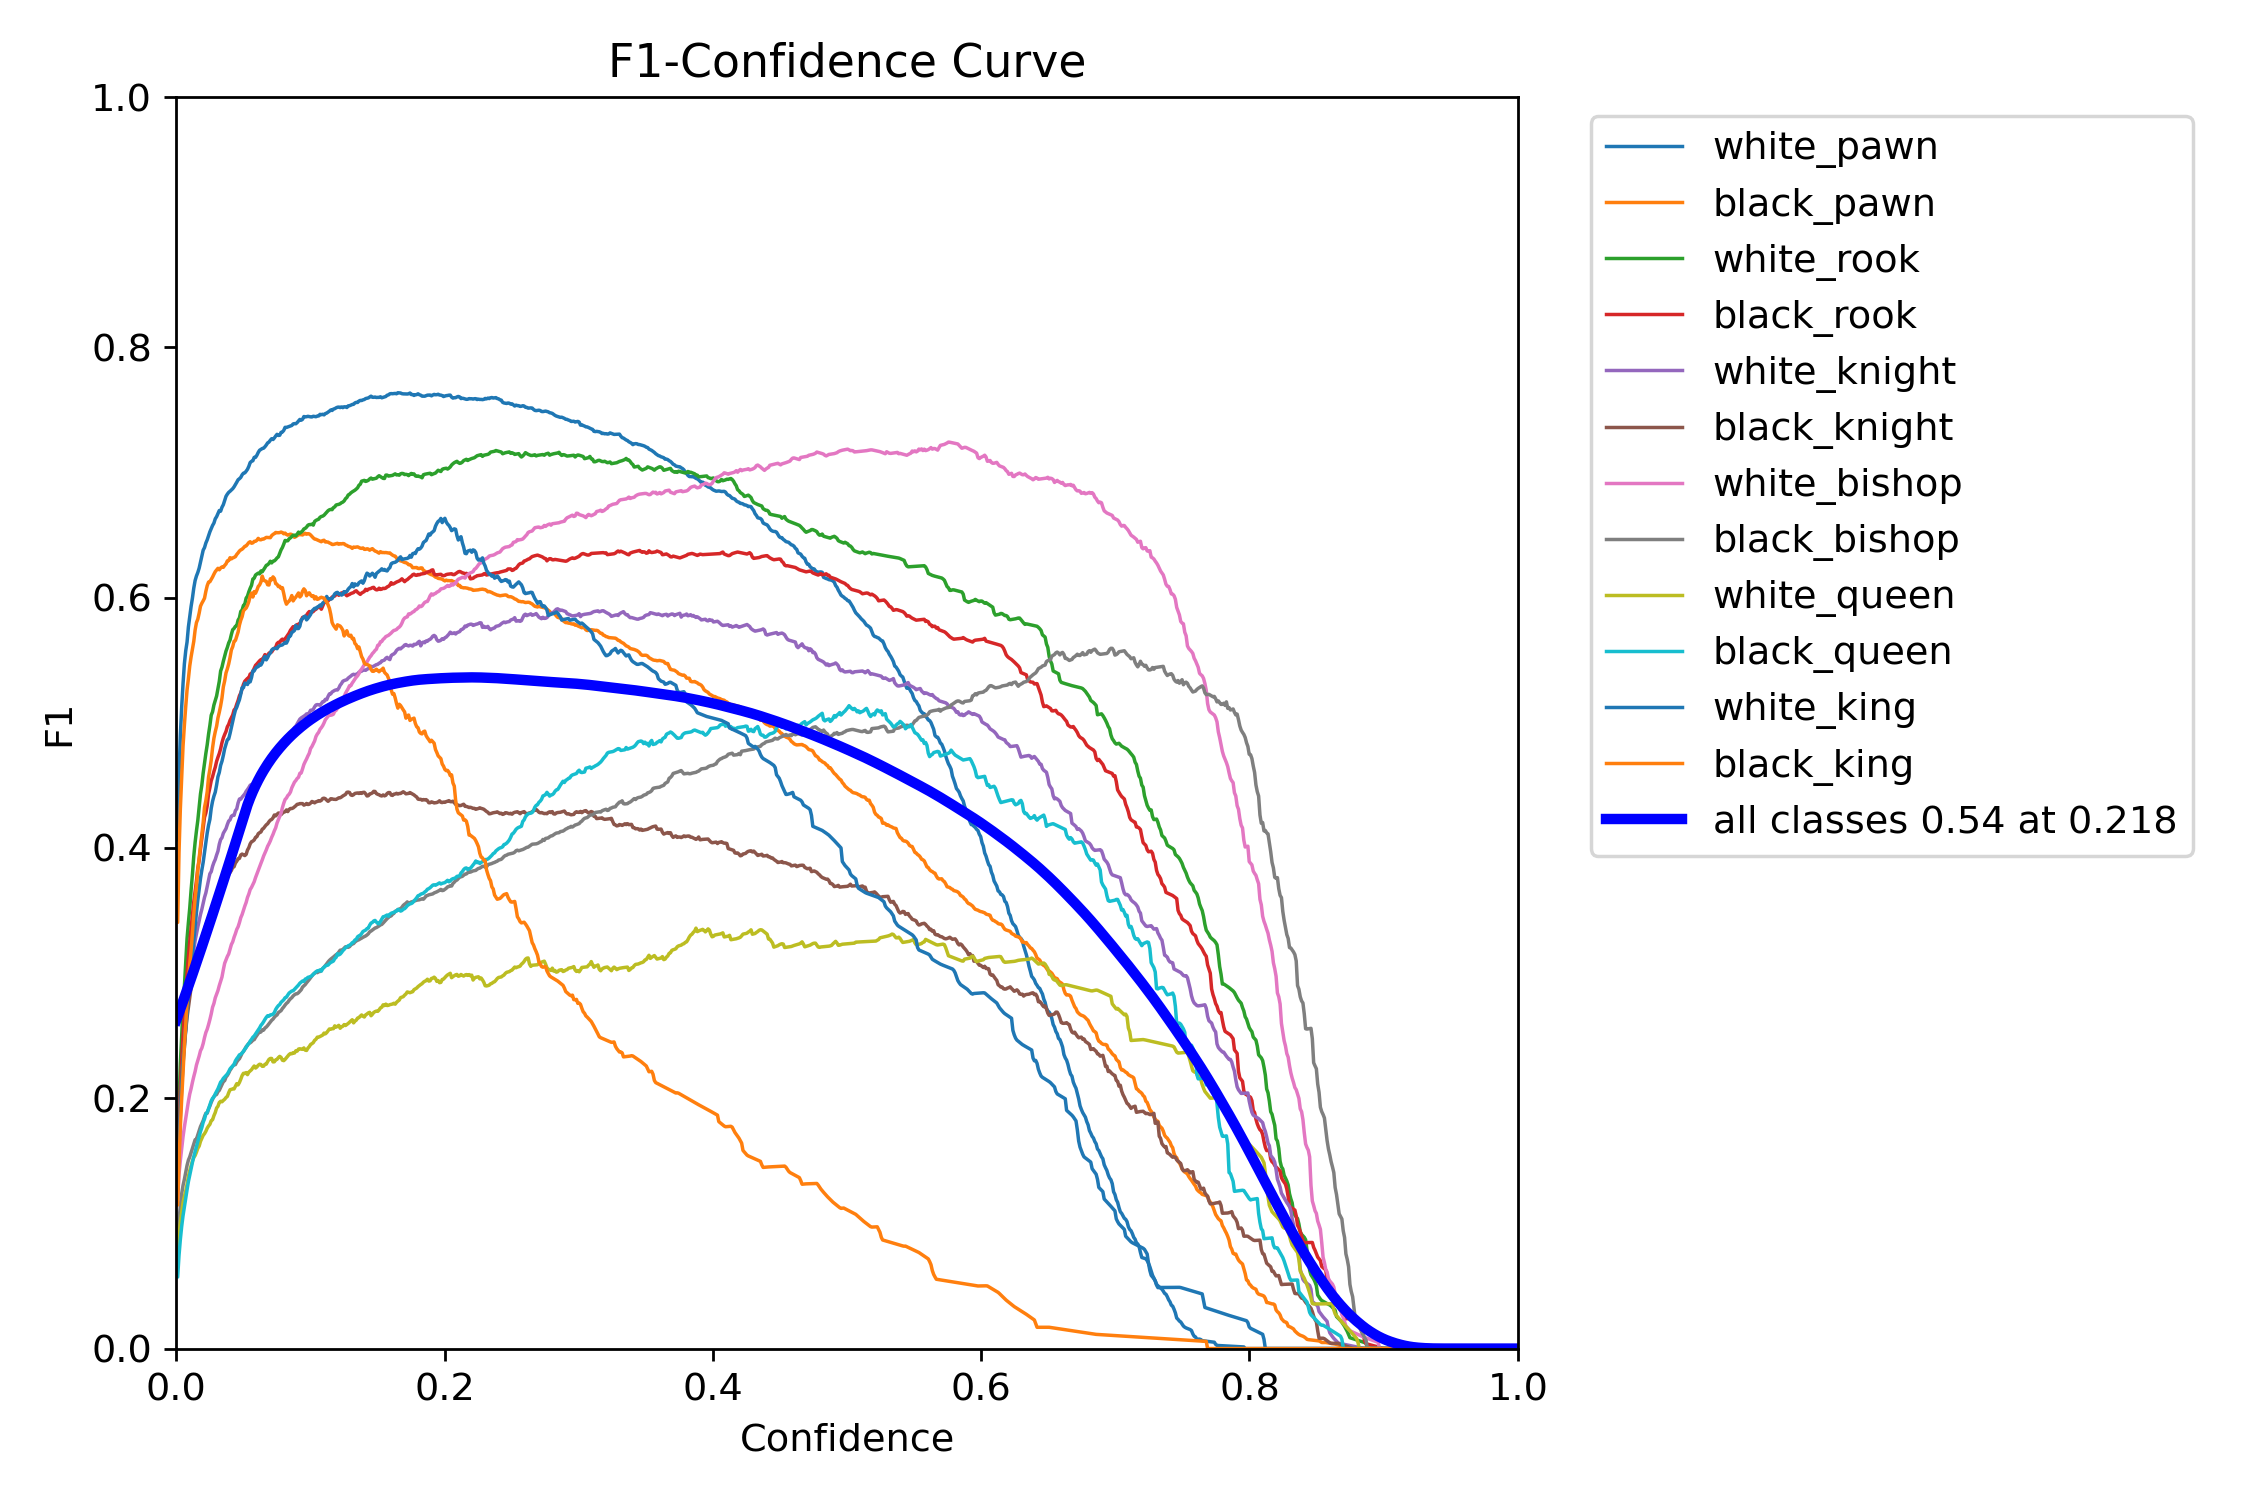 F1-Confidence Curve
1.0
0.8
0.6
0.4
0.2
0.0
F1
0.0 0.2 0.4 0.6 0.8 1.0
Confidence
white_pawn
black_pawn
white_rook
black_rook
white_knight
black_knight
white_bishop
black_bishop
white_queen
black_queen
white_king
black_king
all classes 0.54 at 0.218